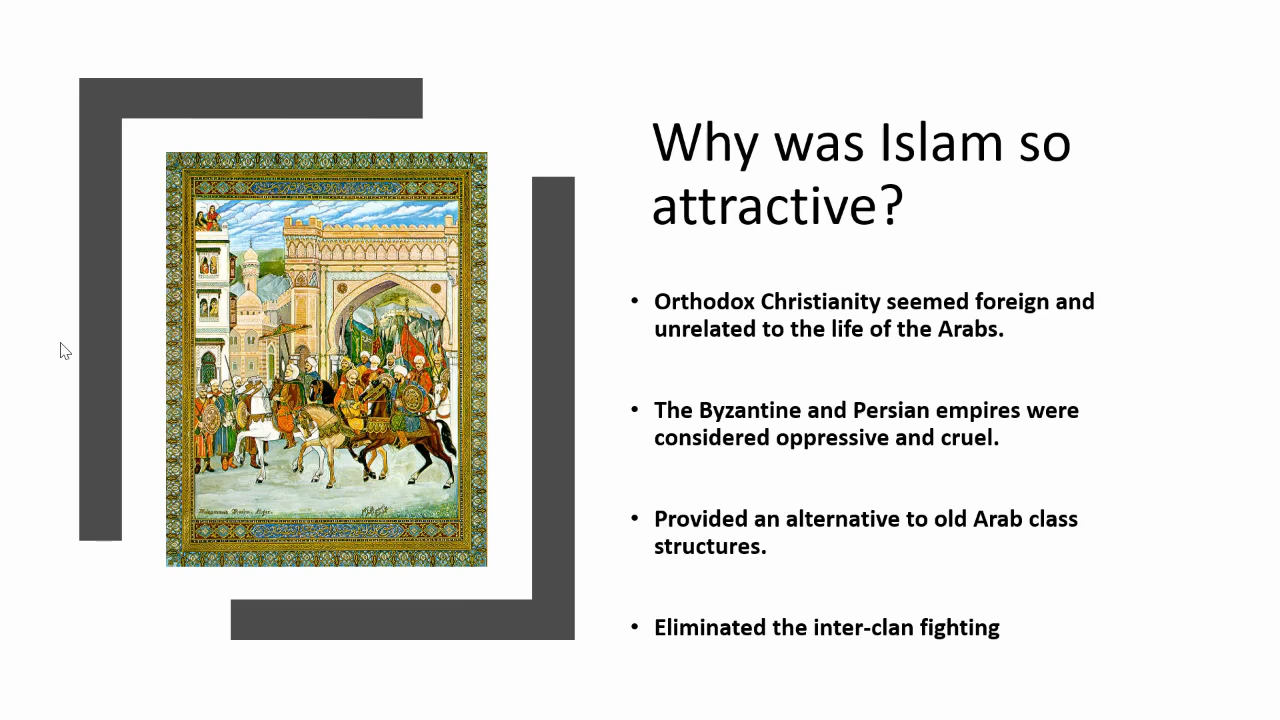 Why was Islam so
attractive?
• Orthodox Christianity seemed foreign and
unrelated to the life of the Arabs.
• The Byzantine and Persian empires were
considered oppressive and cruel.
• Provided an alternative to old Arab class
structures.
• Eliminated the inter-clan fighting